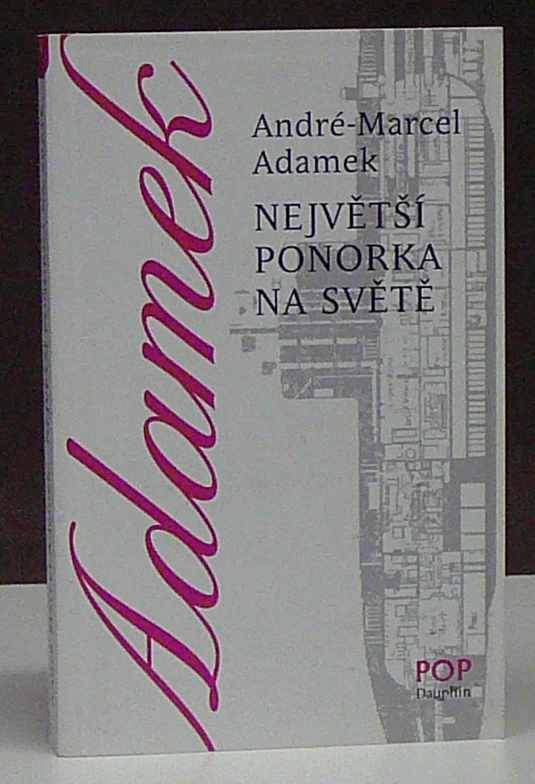 Adamek
André-Marcel
Adamek
NEJVĚTŠÍ
PONORKA
NA SVĚTĚ
POP
Dauphin